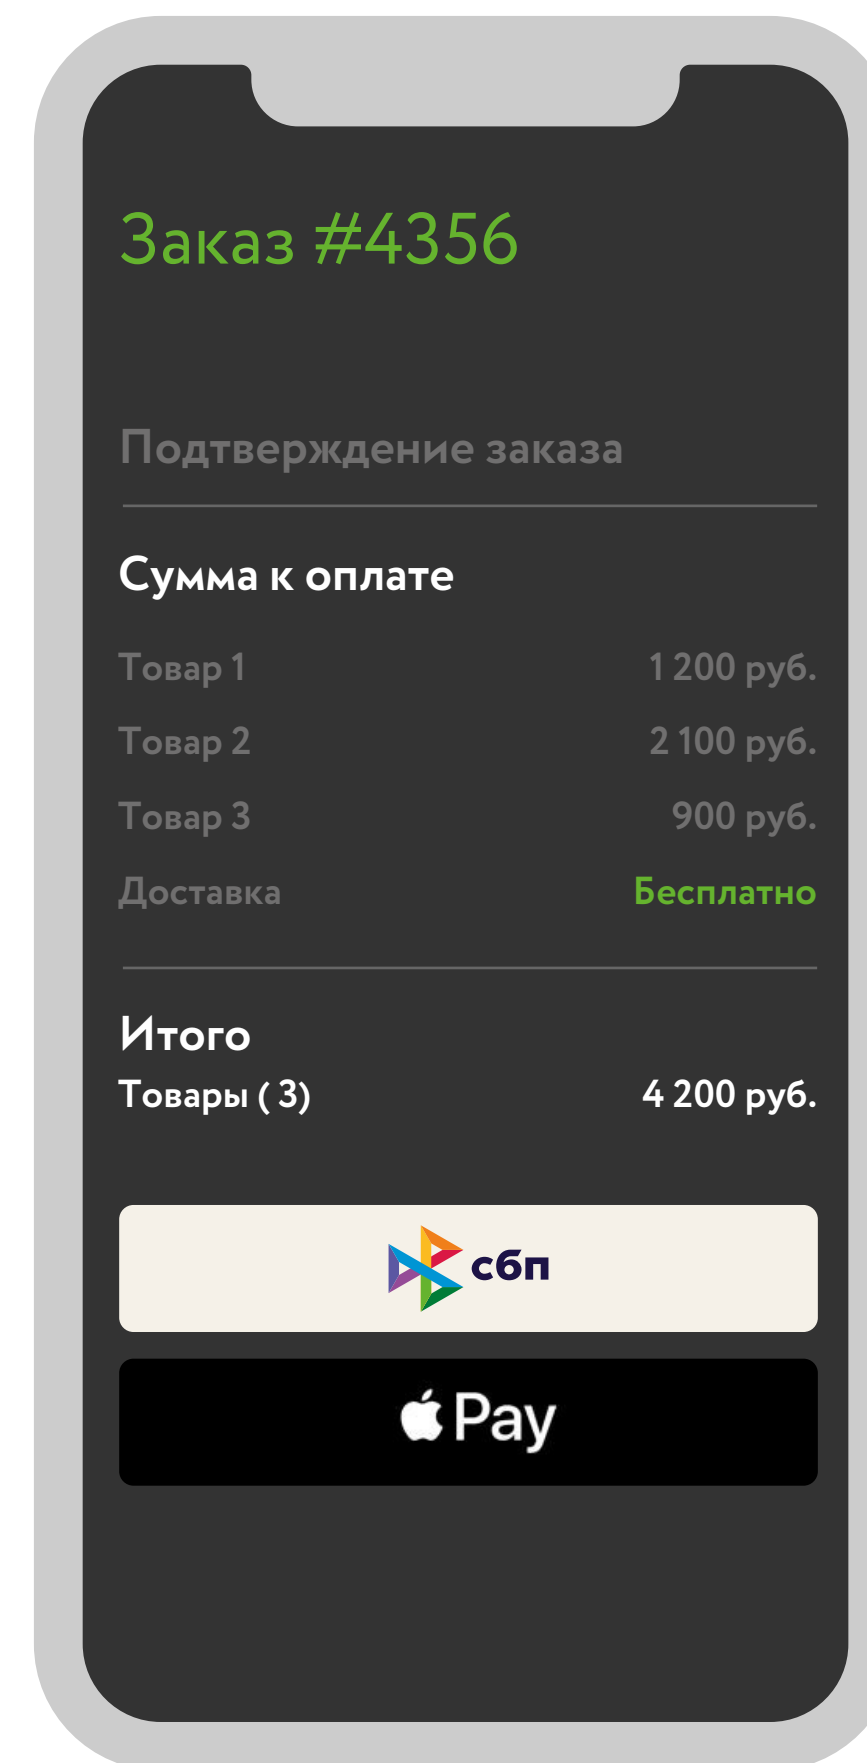 Заказ #4356
Подтверждение заказа
Сумма к оплате
Товар 1 1 200 руб.
Товар 2 2 100 руб.
Товар 3 900 руб.
Доставка Бесплатно
Итого
Товары ( 3) 4 200 руб.
сбп
Pay